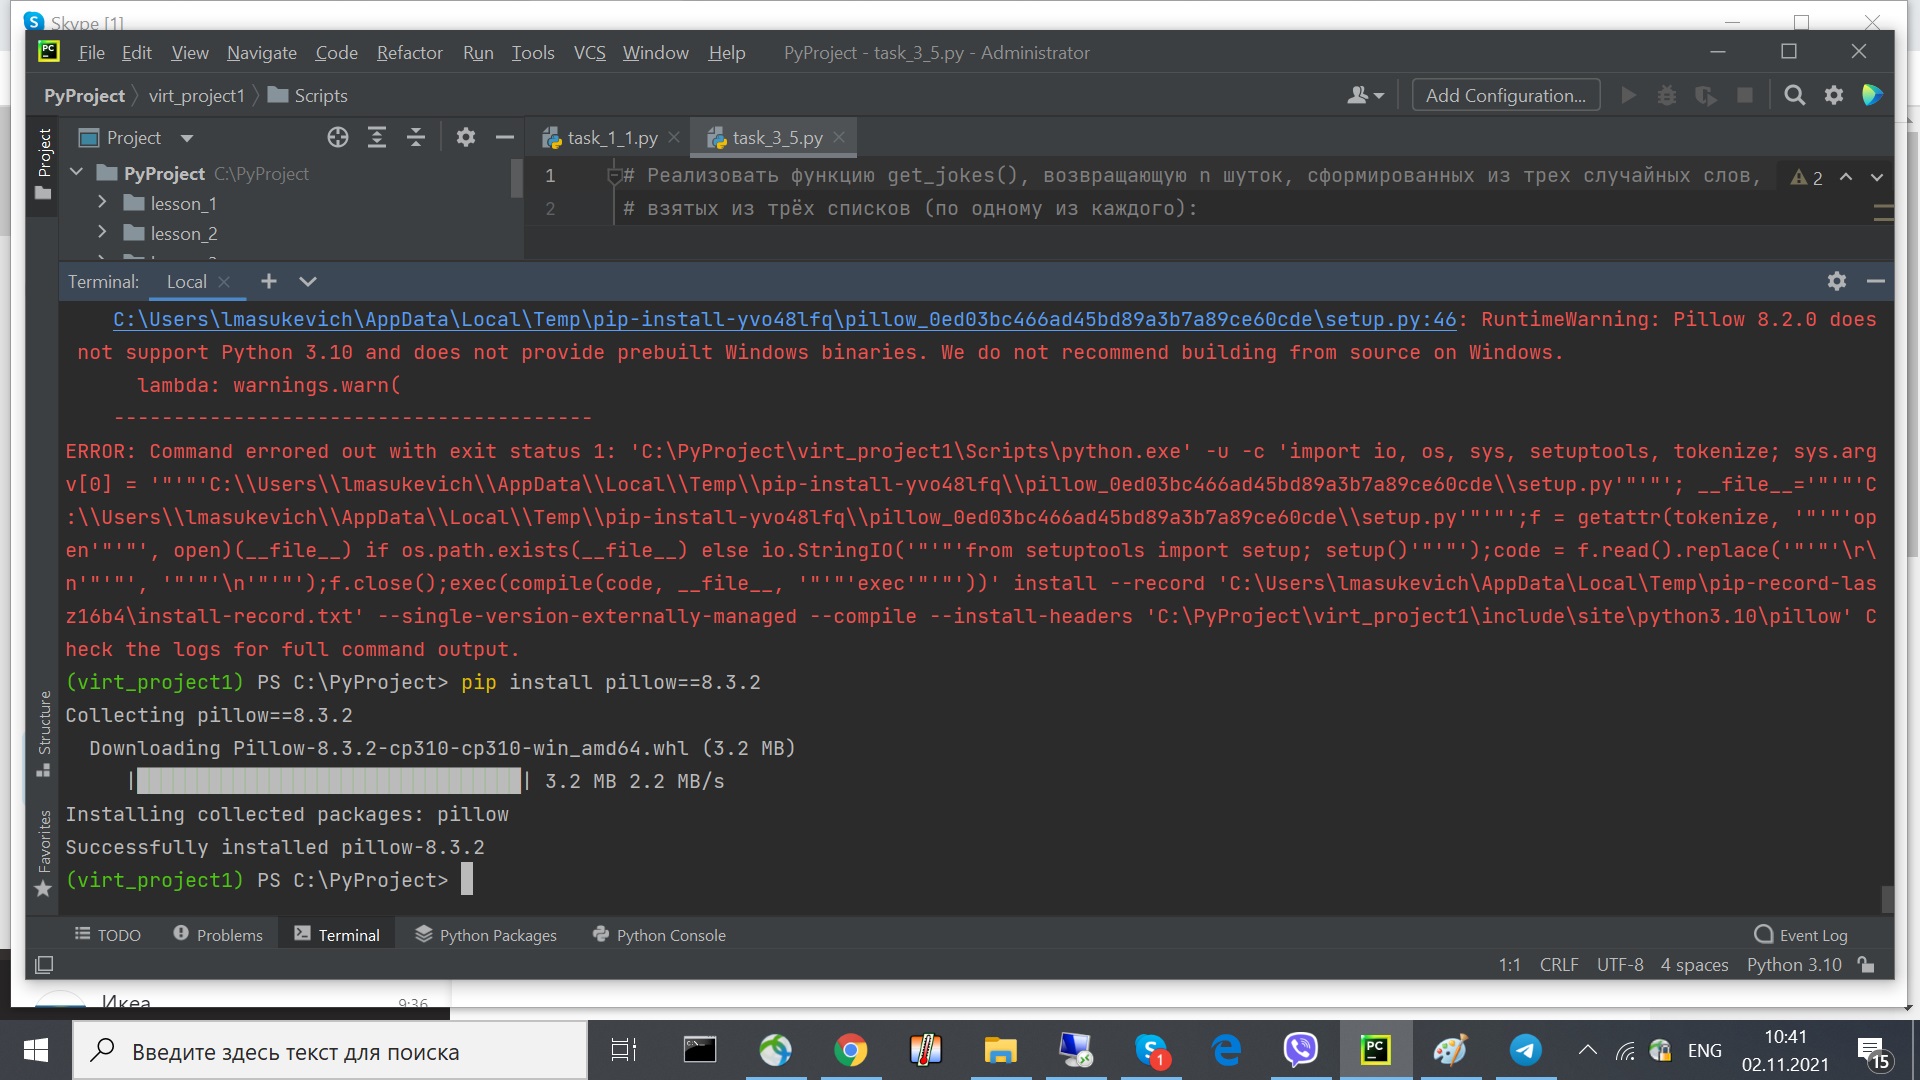 Skype [1]
File Edit View Navigate Code Refactor Run Tools VCS Window Help PyProject - task_3_5.py - Administrator
PyProject virt_project1 Scripts Add Configuration...
Project Project task_1_1.py task_3_5.py
PyProject C:\PyProject
lesson_1
lesson_2
1 # Реализовать функцию get_jokes(), возвращающую n шуток, сформированных из трех случайных слов, 2
2 # взятых из трёх списков (по одному из каждого):
Terminal: Local
C:\Users\lmasukevich\AppData\Local\Temp\pip-install-yvo48lfq\pillow_0ed03bc466ad45bd89a3b7a89ce60cde\setup.py:46: RuntimeWarning: Pillow 8.2.0 does
not support Python 3.10 and does not provide prebuilt Windows binaries. We do not recommend building from source on Windows.
lambda: warnings.warn(
----------------------------------------
ERROR: Command errored out with exit status 1: 'C:\PyProject\virt_project1\Scripts\python.exe' -u -c 'import io, os, sys, setuptools, tokenize; sys.arg
v[0] = '"'"'C:\\Users\\lmasukevich\\AppData\\Local\\Temp\\pip-install-yvo48lfq\\pillow_0ed03bc466ad45bd89a3b7a89ce60cde\\setup.py'"'"'; __file__='"'"'C
:\\Users\\lmasukevich\\AppData\\Local\\Temp\\pip-install-yvo48lfq\\pillow_0ed03bc466ad45bd89a3b7a89ce60cde\\setup.py'"'"';f = getattr(tokenize, '"'"'op
en'"'"', open)(__file__) if os.path.exists(__file__) else io.StringIO('"'"'from setuptools import setup; setup()'"'"');code = f.read().replace('"'"'\r\
n'"'"', '"'"'\n'"'"');f.close();exec(compile(code, __file__, '"'"'exec'"'"'))' install --record 'C:\Users\lmasukevich\AppData\Local\Temp\pip-record-las
z16b4\install-record.txt' --single-version-externally-managed --compile --install-headers 'C:\PyProject\virt_project1\include\site\python3.10\pillow' C
heck the logs for full command output.
(virt_project1) PS C:\PyProject> pip install pillow==8.3.2
Collecting pillow==8.3.2
Downloading Pillow-8.3.2-cp310-cp310-win_amd64.whl (3.2 MB)
| | 3.2 MB 2.2 MB/s
Installing collected packages: pillow
Successfully installed pillow-8.3.2
(virt_project1) PS C:\PyProject>
Structure
Favorites
TODO Problems Terminal Python Packages Python Console Event Log
1:1 CRLF UTF-8 4 spaces Python 3.10
Икеа 9:36
Введите здесь текст для поиска 1 ENG 10:41
02.11.2021 15